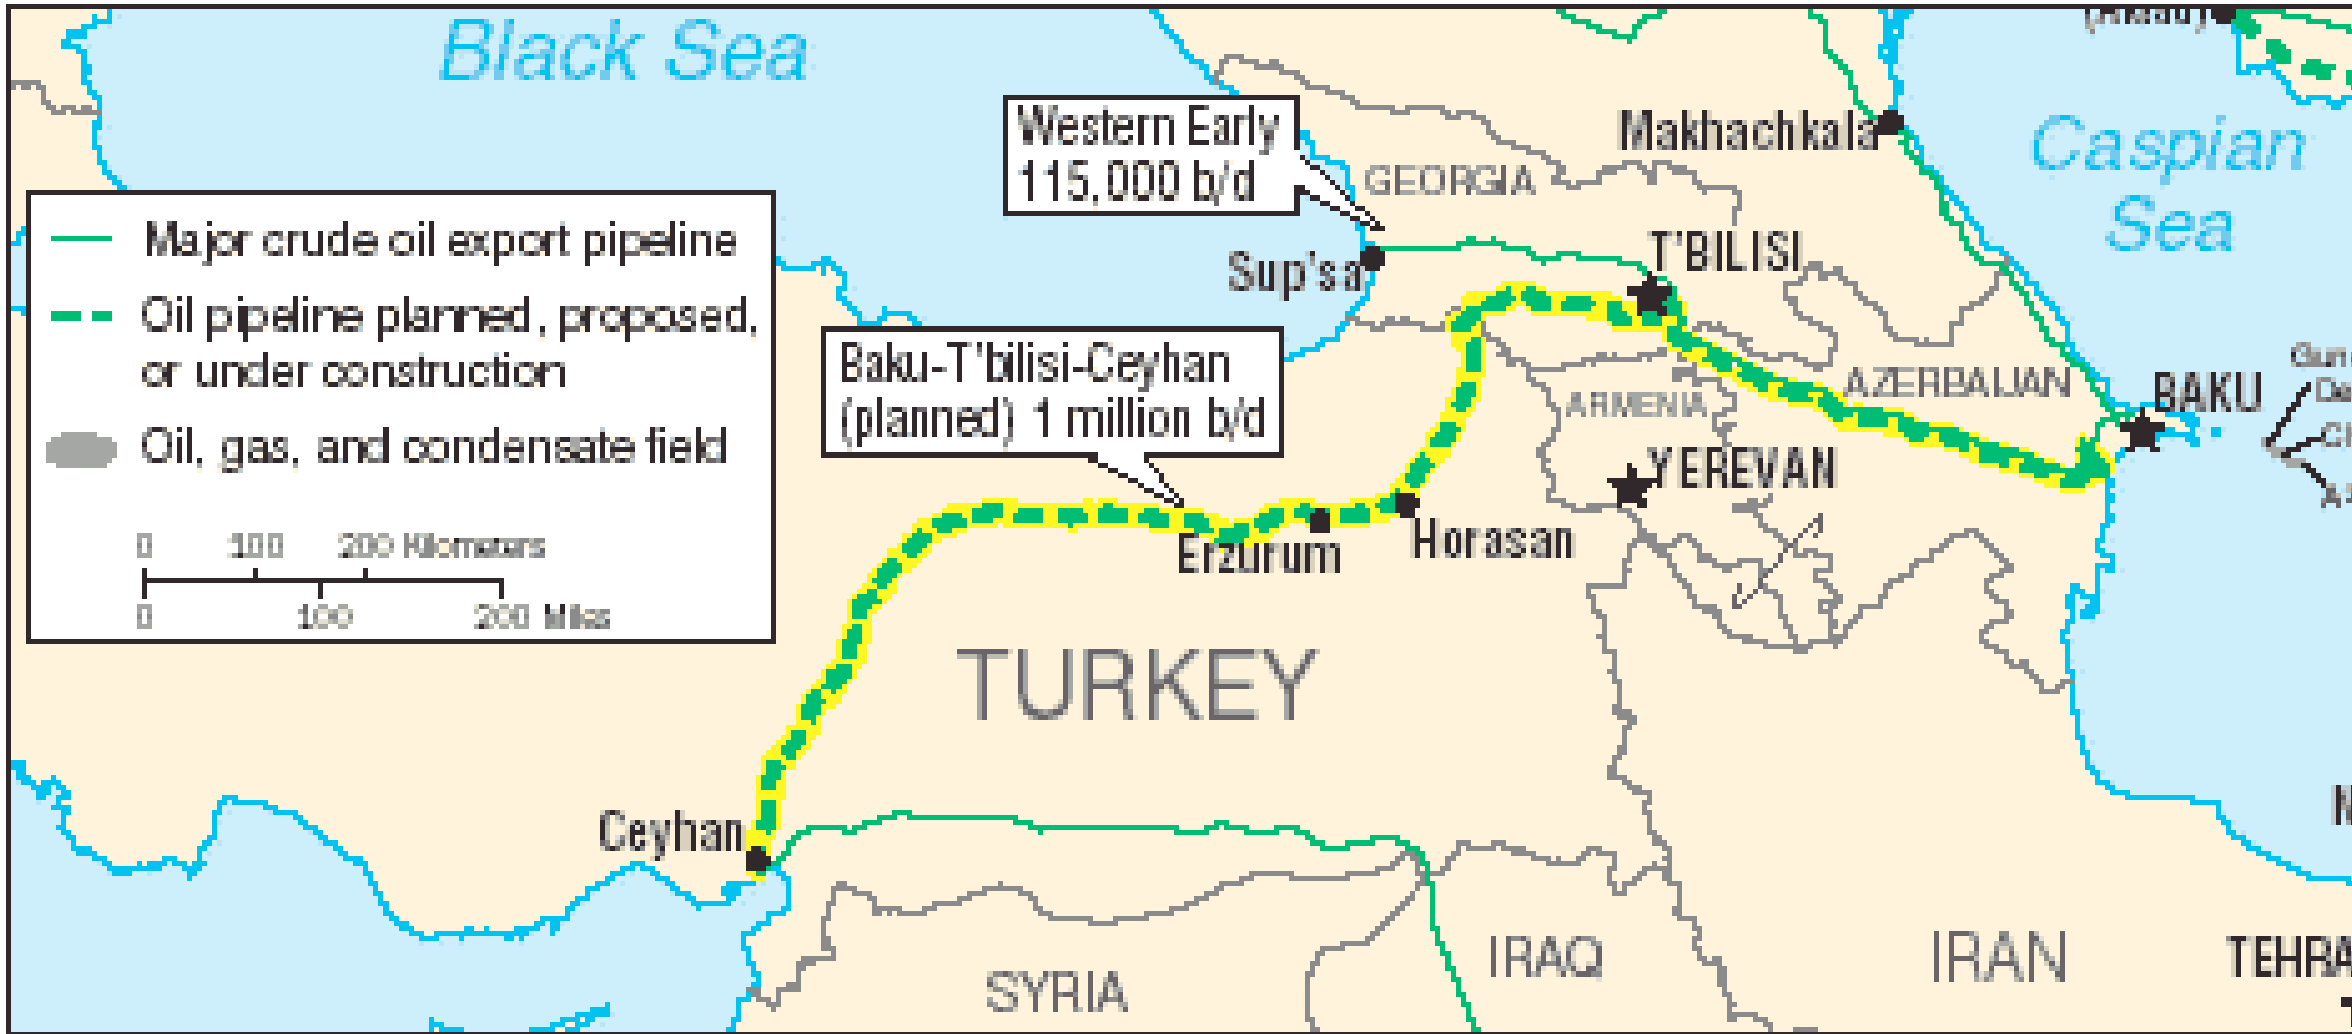 Black Sea
Western Early
115,000 b/d
Makhachkala
Caspian
Sea
GEORGIA
Major crude oil export pipeline
T'BILISI
Sup'sa
Oil pipeline planned, proposed,
or under construction
Baku-T'bilisi-Ceyhan
(planned) 1 million b/d
AZERBAIJAN
ARMENIA
BAKU
Oil, gas, and condensate field
YEREVAN
Horasan
Erzurum
0 100 200 Kilometers
0 100 200 Miles
TURKEY
Ceyhan
IRAQ
IRAN
SYRIA